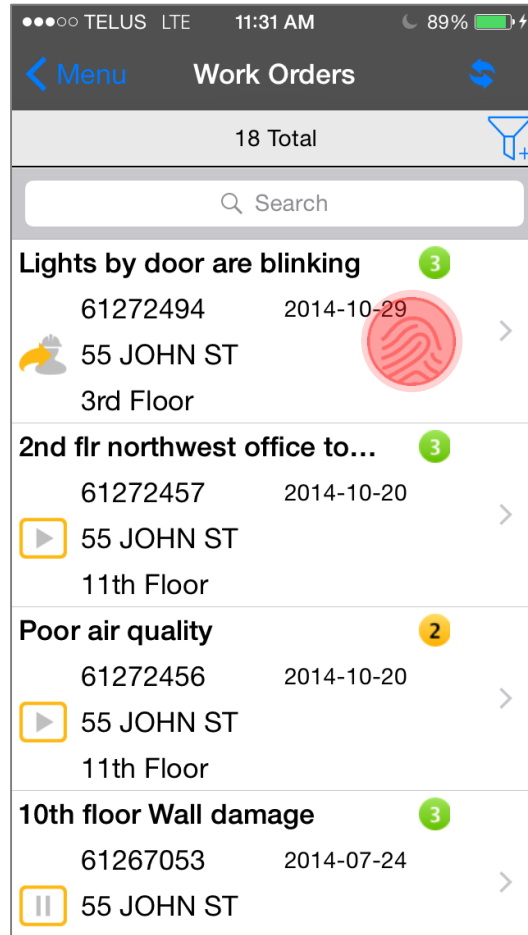 TELUS LTE 11:31 AM 89%
Menu Work Orders
18 Total
Search
Lights by door are blinking 3
61272494 2014-10-29
55 JOHN ST
3rd Floor
2nd flr northwest office to... 3
61272457 2014-10-20
55 JOHN ST
11th Floor
Poor air quality 2
61272456 2014-10-20
55 JOHN ST
11th Floor
10th floor Wall damage 3
61267053 2014-07-24
55 JOHN ST